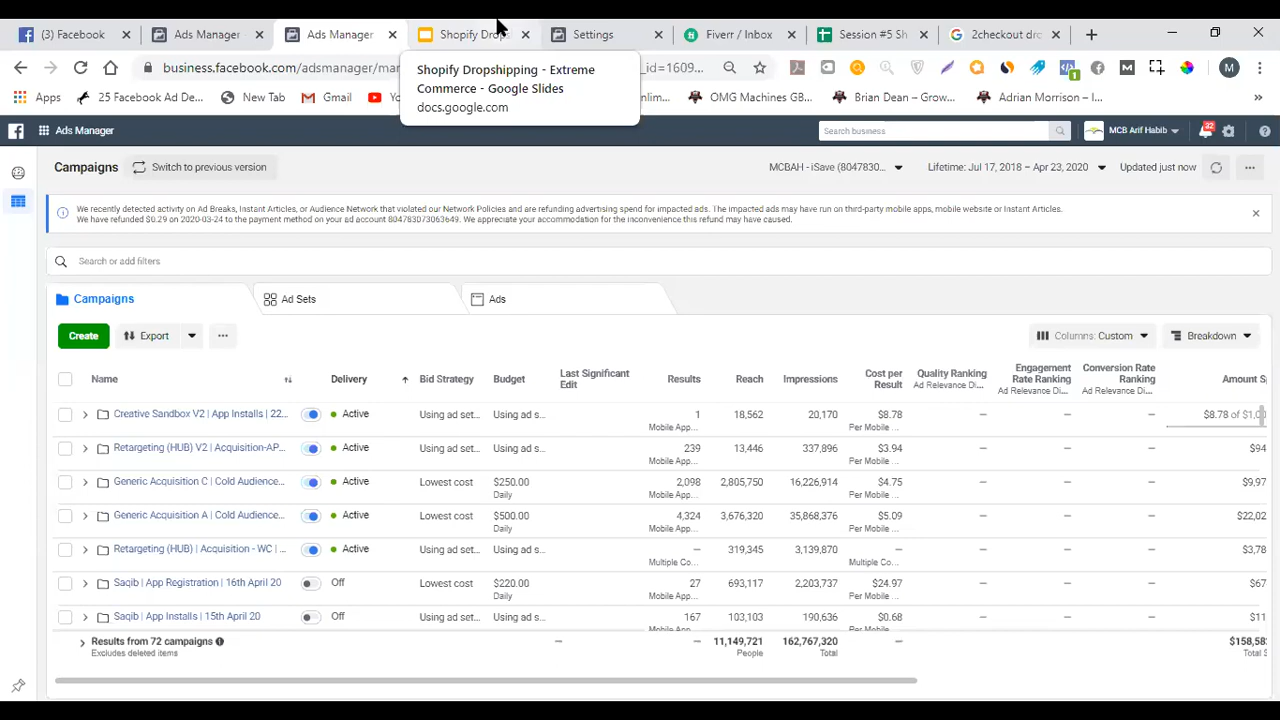 (3) Facebook
Ads Manager
Ads Manager
Shopify Drop
Settings
Fiverr / Inbox
Session #5 Sh
2checkout dro
business.facebook.com/adsmanager/ma
_id=1609...
M
Shopify Dropshipping - Extreme
Commerce - Google Slides
docs.google.com
Apps
25 Facebook Ad De...
Google
Gmail
OMG Machines GB...
Brian Dean –...
Adrian Morrison – I...
Ads Manager
Search business
MCB Arif Habib
32
Campaigns
Switch to previous version
MCBAH - iSave (8047830...
Lifetime: Jul 17, 2018 – Apr 23, 2020
Updated just now
We recently detected activity on Ad Breaks, Instant Articles, or Audience Network that violated our Network Policies and are refunding advertising spend for impacted ads. The impacted ads may have run on third-party mobile apps, mobile website or Instant Articles.
We have refunded $0.29 on 2020-03-24 to the payment method on your ad account 804783073063649. We appreciate your accommodation for the inconvenience this refund may have caused.
Search or add filters
Campaigns
Ad Sets
Ads
Create
Export
Columns: Custom
Breakdown
Name
Delivery
Bid Strategy
Budget
Last Significant
Edit
Results
Reach
Impressions
Cost per
Result
Quality Ranking
Ad Relevance Di...
Engagement
Rate Ranking
Ad Relevance Di...
Conversion Rate
Ranking
Ad Relevance Di...
Amount S
Creative Sandbox V2 | App Installs | 22...
Active
Using ad set...
Using ad s...
1
Mobile App...
18,562
20,170
$8.78
Per Mobile ...
—
—
—
$8.78 of $1,0
Retargeting (HUB) V2 | Acquisition-AP...
Active
Using ad set...
Using ad s...
239
Mobile App...
13,446
337,896
$3.94
Per Mobile ...
—
—
—
$94
Generic Acquisition C | Cold Audience...
Active
Lowest cost
$250.00
Daily
2,098
Mobile App...
2,805,750
16,226,914
$4.75
Per Mobile ...
—
—
—
$9,97
Generic Acquisition A | Cold Audience...
Active
Lowest cost
$500.00
Daily
4,324
Mobile App...
3,676,320
35,868,376
$5.09
Per Mobile ...
—
—
—
$22,02
Retargeting (HUB) | Acquisition - WC | ...
Active
Using ad set...
Using ad s...
—
Multiple Co...
319,345
3,139,870
—
Multiple Co...
—
—
—
$3,78
Saqib | App Registration | 16th April 20
Off
Lowest cost
$220.00
Daily
27
Mobile App...
693,117
2,203,737
$24.97
Per Mobile ...
—
—
—
$67
Saqib | App Installs | 15th April 20
Off
Using ad set...
Using ad s...
167
Mobile App...
103,103
190,636
$0.68
Per Mobile ...
—
—
—
$11
Results from 72 campaigns
Excludes deleted items
—
—
11,149,721
People
162,767,320
Total
—
$158,58
Total S